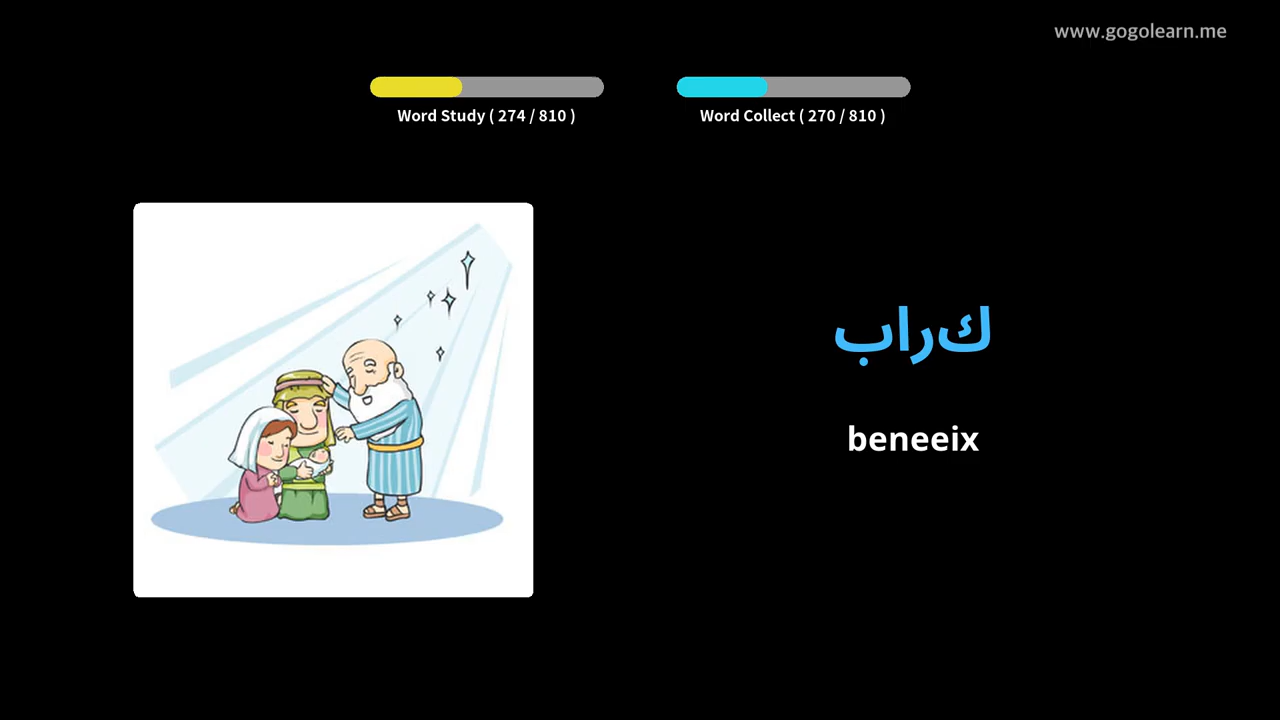 www.gogolearn.me
Word Study ( 274 / 810 )
Word Collect ( 270 / 810 )
كراب
beneeix